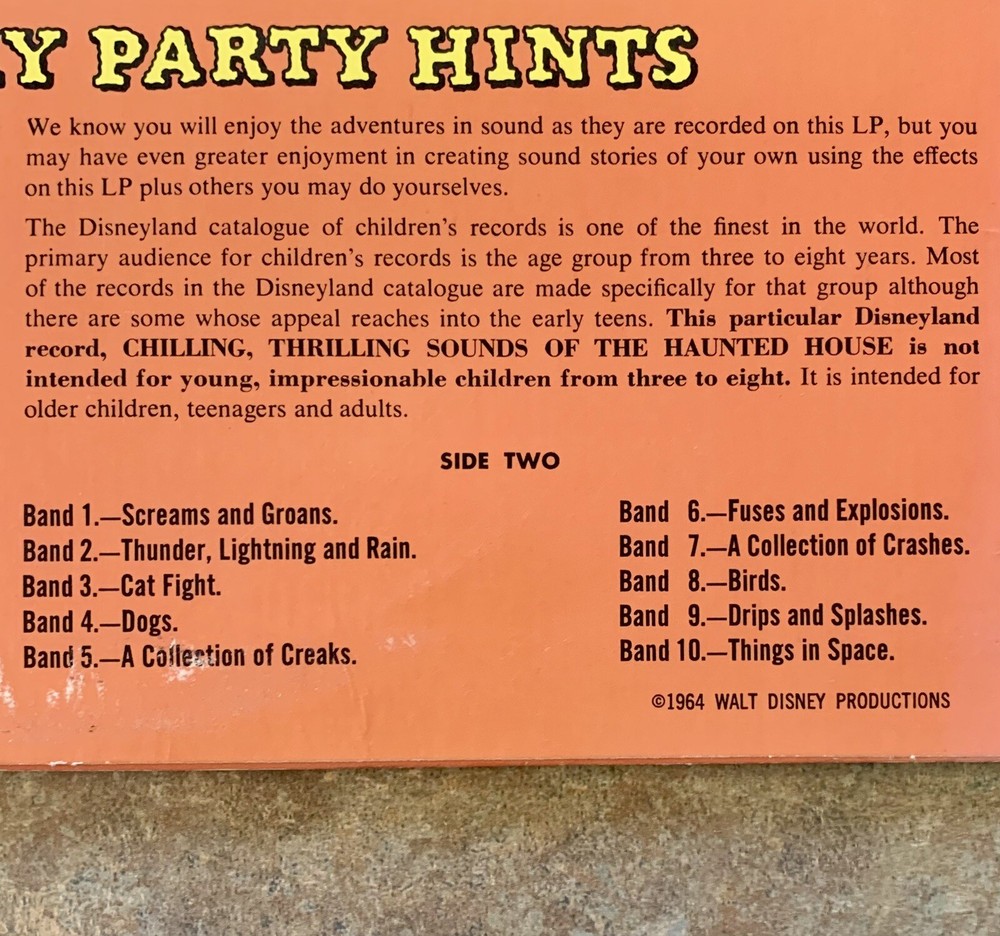 Y PARTY HINTS
We know you will enjoy the adventures in sound as they are recorded on this LP, but you
may have even greater enjoyment in creating sound stories of your own using the effects
on this LP plus others you may do yourselves.
The Disneyland catalogue of children's records is one of the finest in the world. The
primary audience for children's records is the age group from three to eight years. Most
of the records in the Disneyland catalogue are made specifically for that group although
there are some whose appeal reaches into the early teens. This particular Disneyland
record, CHILLING, THRILLING SOUNDS OF THE HAUNTED HOUSE is not
intended for young, impressionable children from three to eight. It is intended for
older children, teenagers and adults.
SIDE TWO
Band 1.—Screams and Groans.
Band 2.—Thunder, Lightning and Rain.
Band 3.—Cat Fight.
Band 4.—Dogs.
Band 5.—A Collection of Creaks.
Band 6.—Fuses and Explosions.
Band 7.—A Collection of Crashes.
Band 8.—Birds.
Band 9.—Drips and Splashes.
Band 10.—Things in Space.
©1964 WALT DISNEY PRODUCTIONS